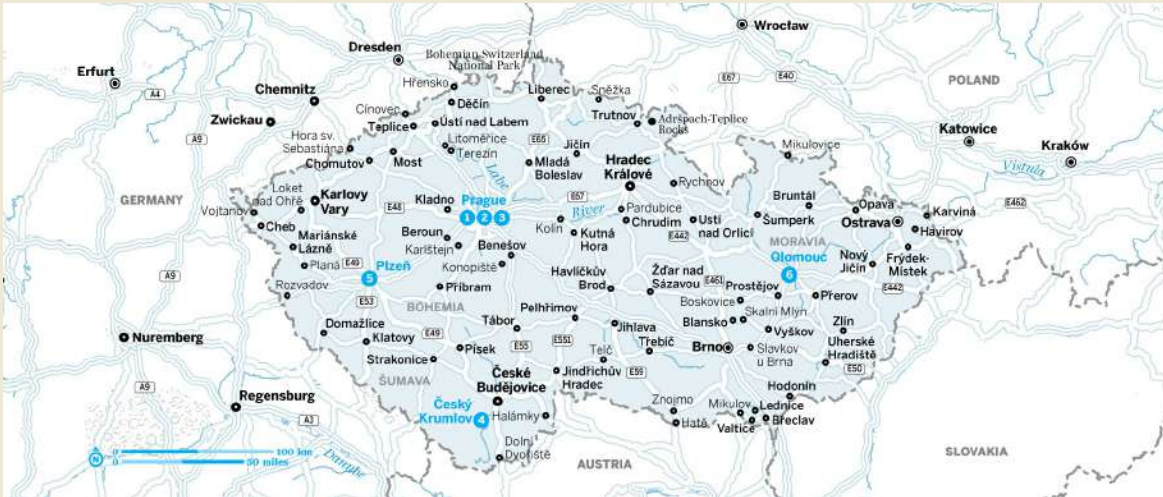 Wrocław
Dresden
Bohemian Switzerland
National Park
Erfurt
A4
E67
E40
POLAND
Hřensko
Chemnitz
Děčín
Liberec
Sněžka
Cínovec
Zwickau
Teplice
Ústí nad Labem
Trutnov
Adršpach-Teplice
Rocks
Katowice
Kraków
A9
Hora sv.
Sebastiána
Litoměřice
Terezín
E65
Jičín
Mikulovice
Vistula
Chomutov
Most
Labe
Mladá
Boleslav
Hradec
Králové
GERMANY
Loket
nad Ohře
Karlovy
Vary
Rychnov
Bruntál
Opava
Karviná
E462
Vojtanov
E48
Kladno
Prague
1 2 3
E67
River
Pardubice
Chrudim
Ustí
nad Orlicí
Šumperk
Ostrava
Havírov
Cheb
Mariánské
Lázně
Beroun
Karlštejn
Kolín
Kutná
Hora
E442
MORAVIA
Olomouc
6
Nový
Jičín
Frýdek-
Místek
A9
Planá
E49
Plzeň
5
Benešov
Konopiště
Havlíčkův
Brod
Žďar nad
Sázavou
E461
Prostějov
Přerov
E442
Rozvadov
E53
Příbram
BOHEMIA
Boskovice
Skalní Mlýn
Nuremberg
Domažlice
Klatovy
E49
Tábor
Pelhřimov
Jihlava
Blansko
Vyškov
Zlín
Strakonice
Písek
E55
E551
Telč
Třebíč
Brno
Slavkov
u Brna
Uherské
Hradiště
A9
ŠUMAVA
České
Budějovice
Jindřichův
Hradec
E59
E50
Regensburg
Hodonín
Český
Krumlov
4
Halámky
Znojmo
Mikulov
Lednice
A3
Hatě
Valtice
Břeclav
Dolní
Dvořiště
N
0 100 km
0 50 miles
Danube
AUSTRIA
SLOVAKIA